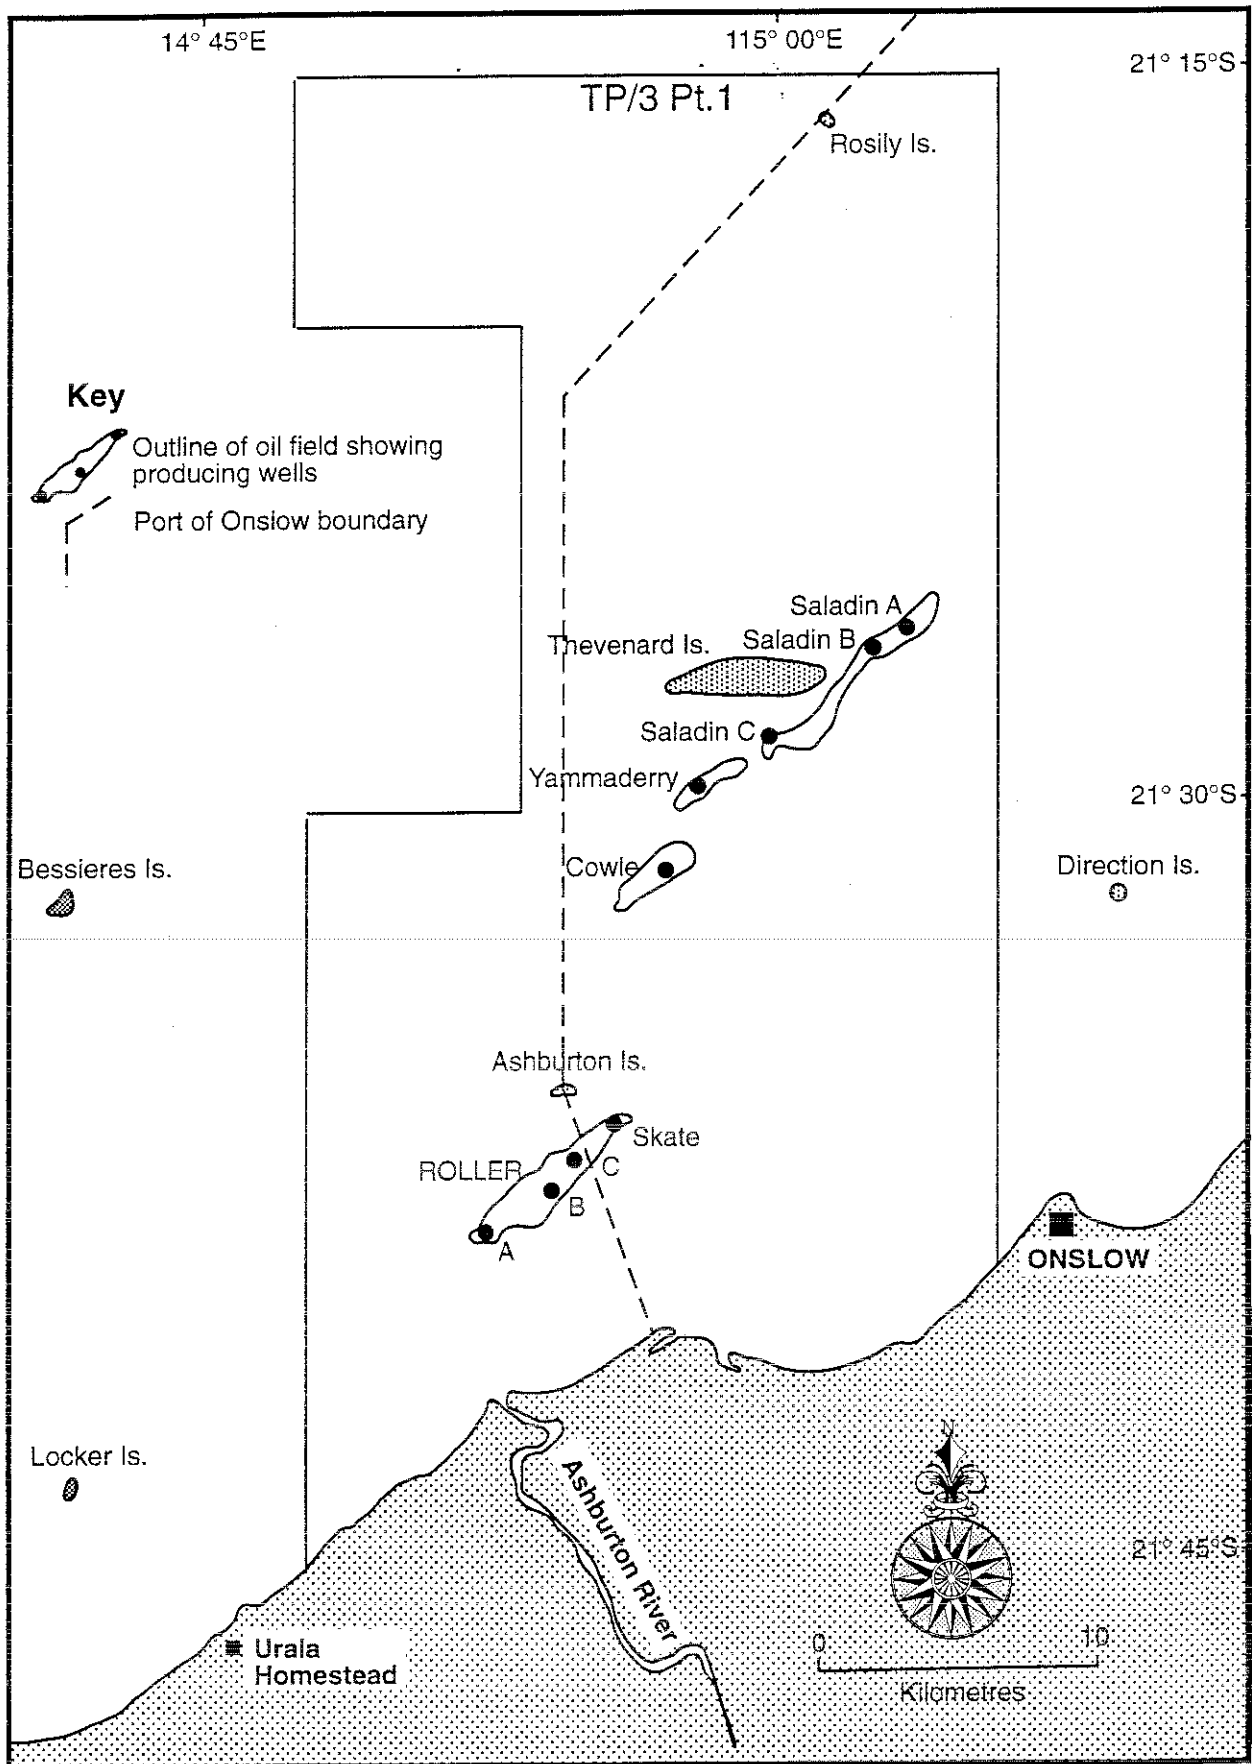 14° 45°E
115° 00°E
21° 15°S
TP/3 Pt.1
Rosily Is.
Key
Outline of oil field showing
producing wells
Port of Onslow boundary
Saladin A
Thevenard Is.
Saladin B
Saladin C
Yammaderry
21° 30°S
Cowle
Bessieres Is.
Direction Is.
Ashburton Is.
Skate
ROLLER
C
B
A
ONSLOW
Locker Is.
N
Ashburton River
21° 45°S
0
10
Kilometres
Urala
Homestead